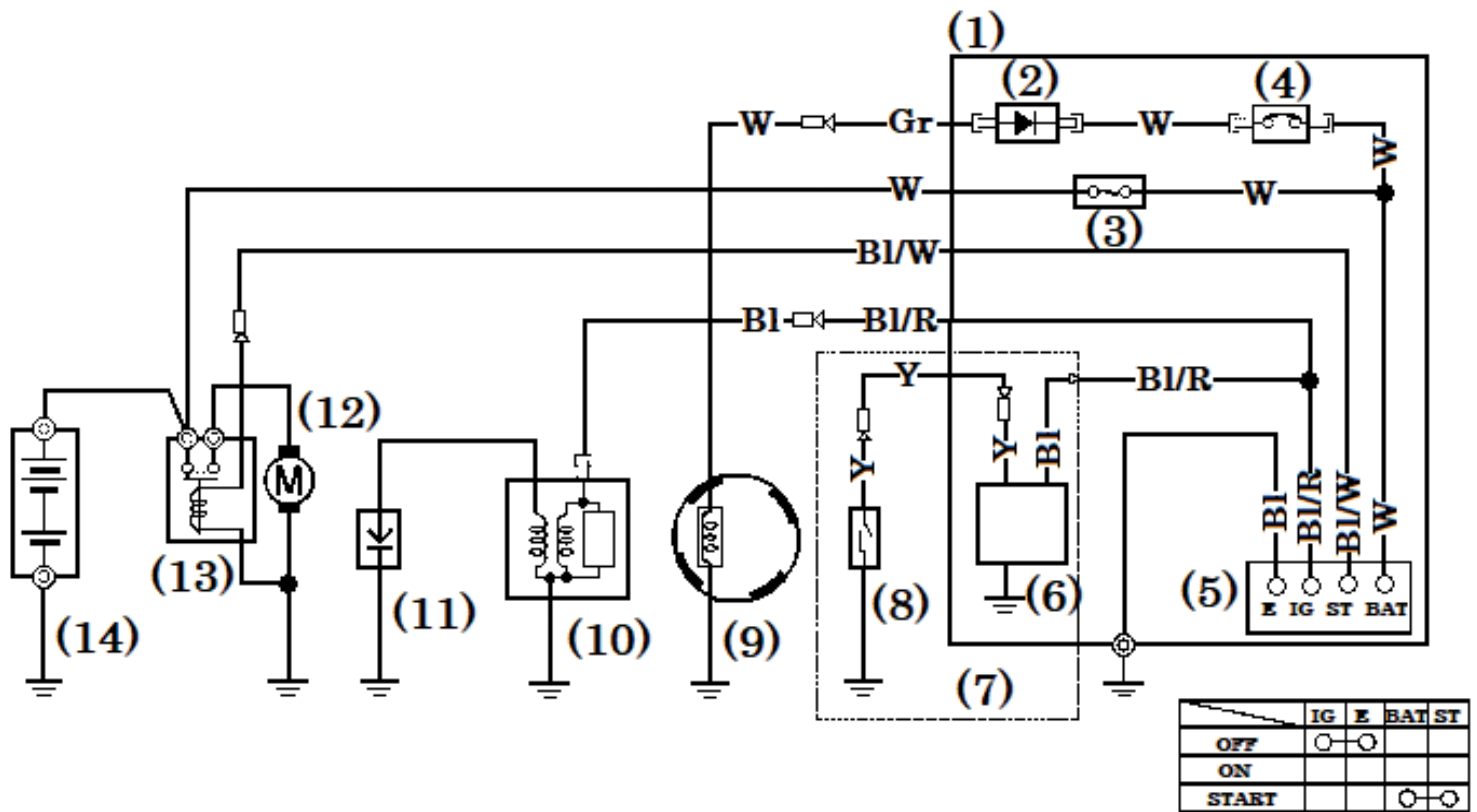 (1)
(2) (4)
W Gr W W
W W
(3)
Bl/W
Bl Bl/R
Y Bl/R
(12)
Y Y Bl
M
Bl Bl/R Bl/W W
(13) (8) (6) (5)
E IG ST BAT
(14) (11) (10) (9)
(7)
IG E BAT ST
OFF
ON
START